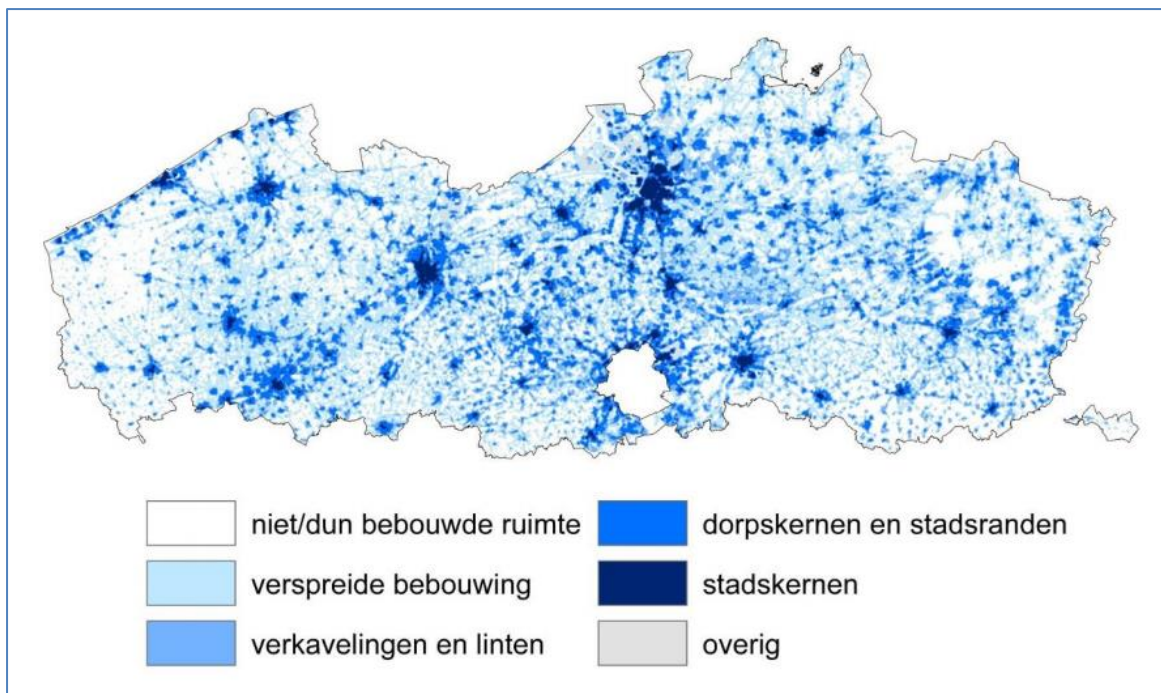 niet/dun bebouwde ruimte
verspreide bebouwing
verkavelingen en linten
dorpskernen en stadsranden
stadskernen
overig